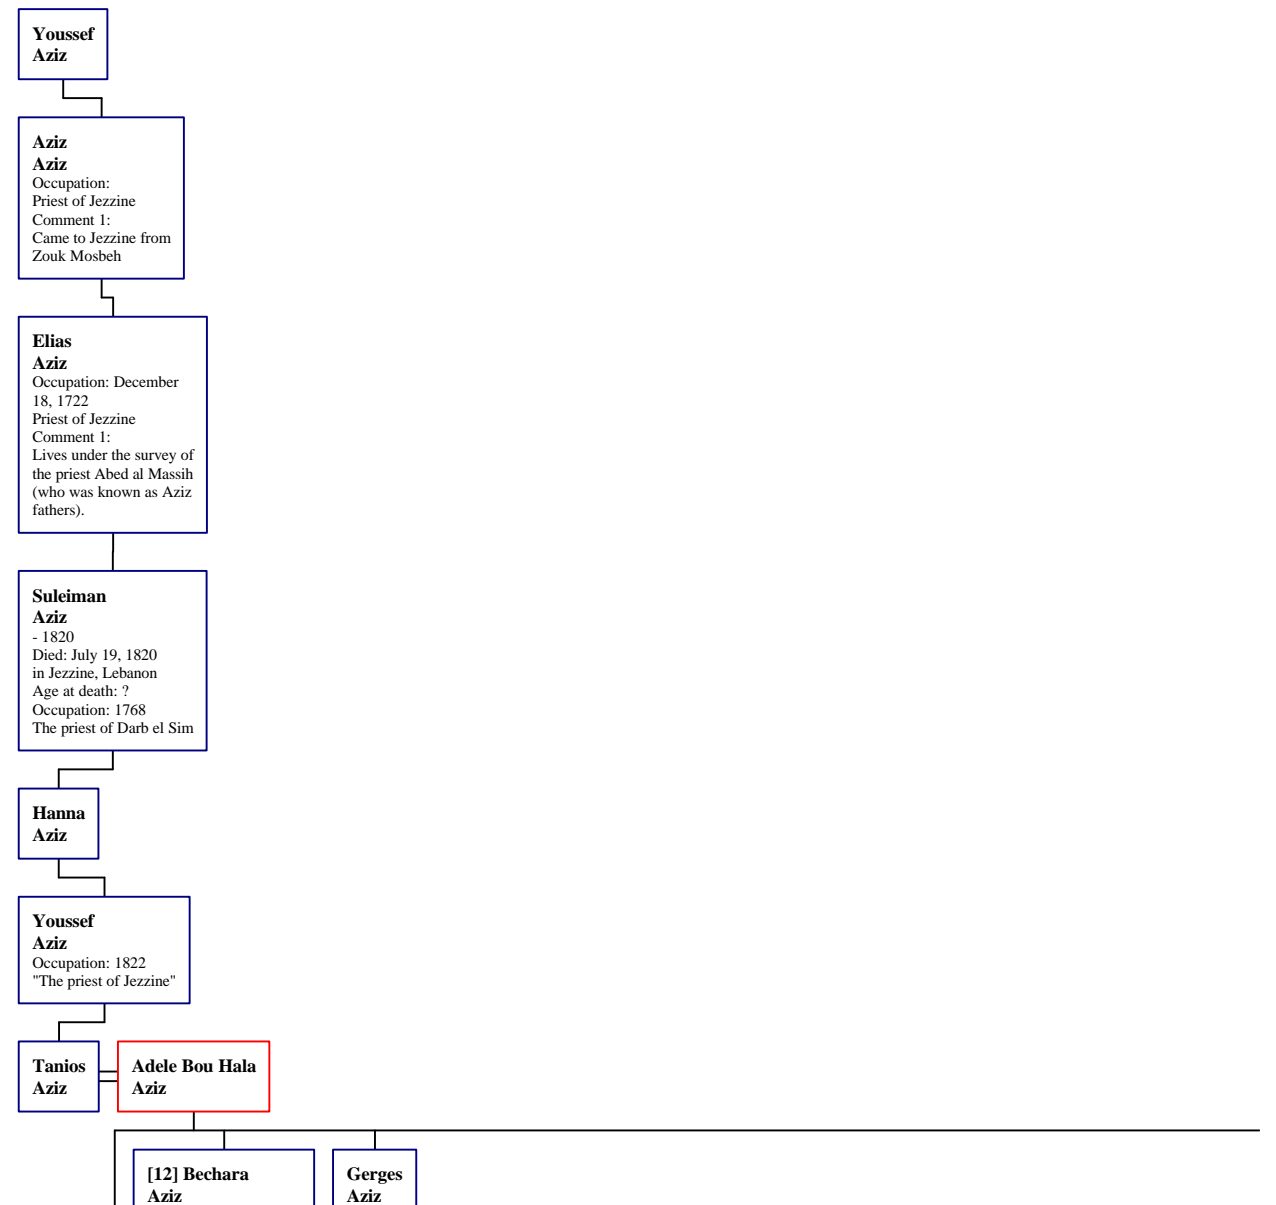 Youssef
Aziz
Aziz
Aziz
Occupation:
Priest of Jezzine
Comment 1:
Came to Jezzine from
Zouk Mosbeh
Elias
Aziz
Occupation: December
18, 1722
Priest of Jezzine
Comment 1:
Lives under the survey of
the priest Abed al Massih
(who was known as Aziz
fathers).
Suleiman
Aziz
- 1820
Died: July 19, 1820
in Jezzine, Lebanon
Age at death: ?
Occupation: 1768
The priest of Darb el Sim
Hanna
Aziz
Youssef
Aziz
Occupation: 1822
"The priest of Jezzine"
Tanios
Aziz
Adele Bou Hala
Aziz
[12] Bechara
Aziz
Gerges
Aziz